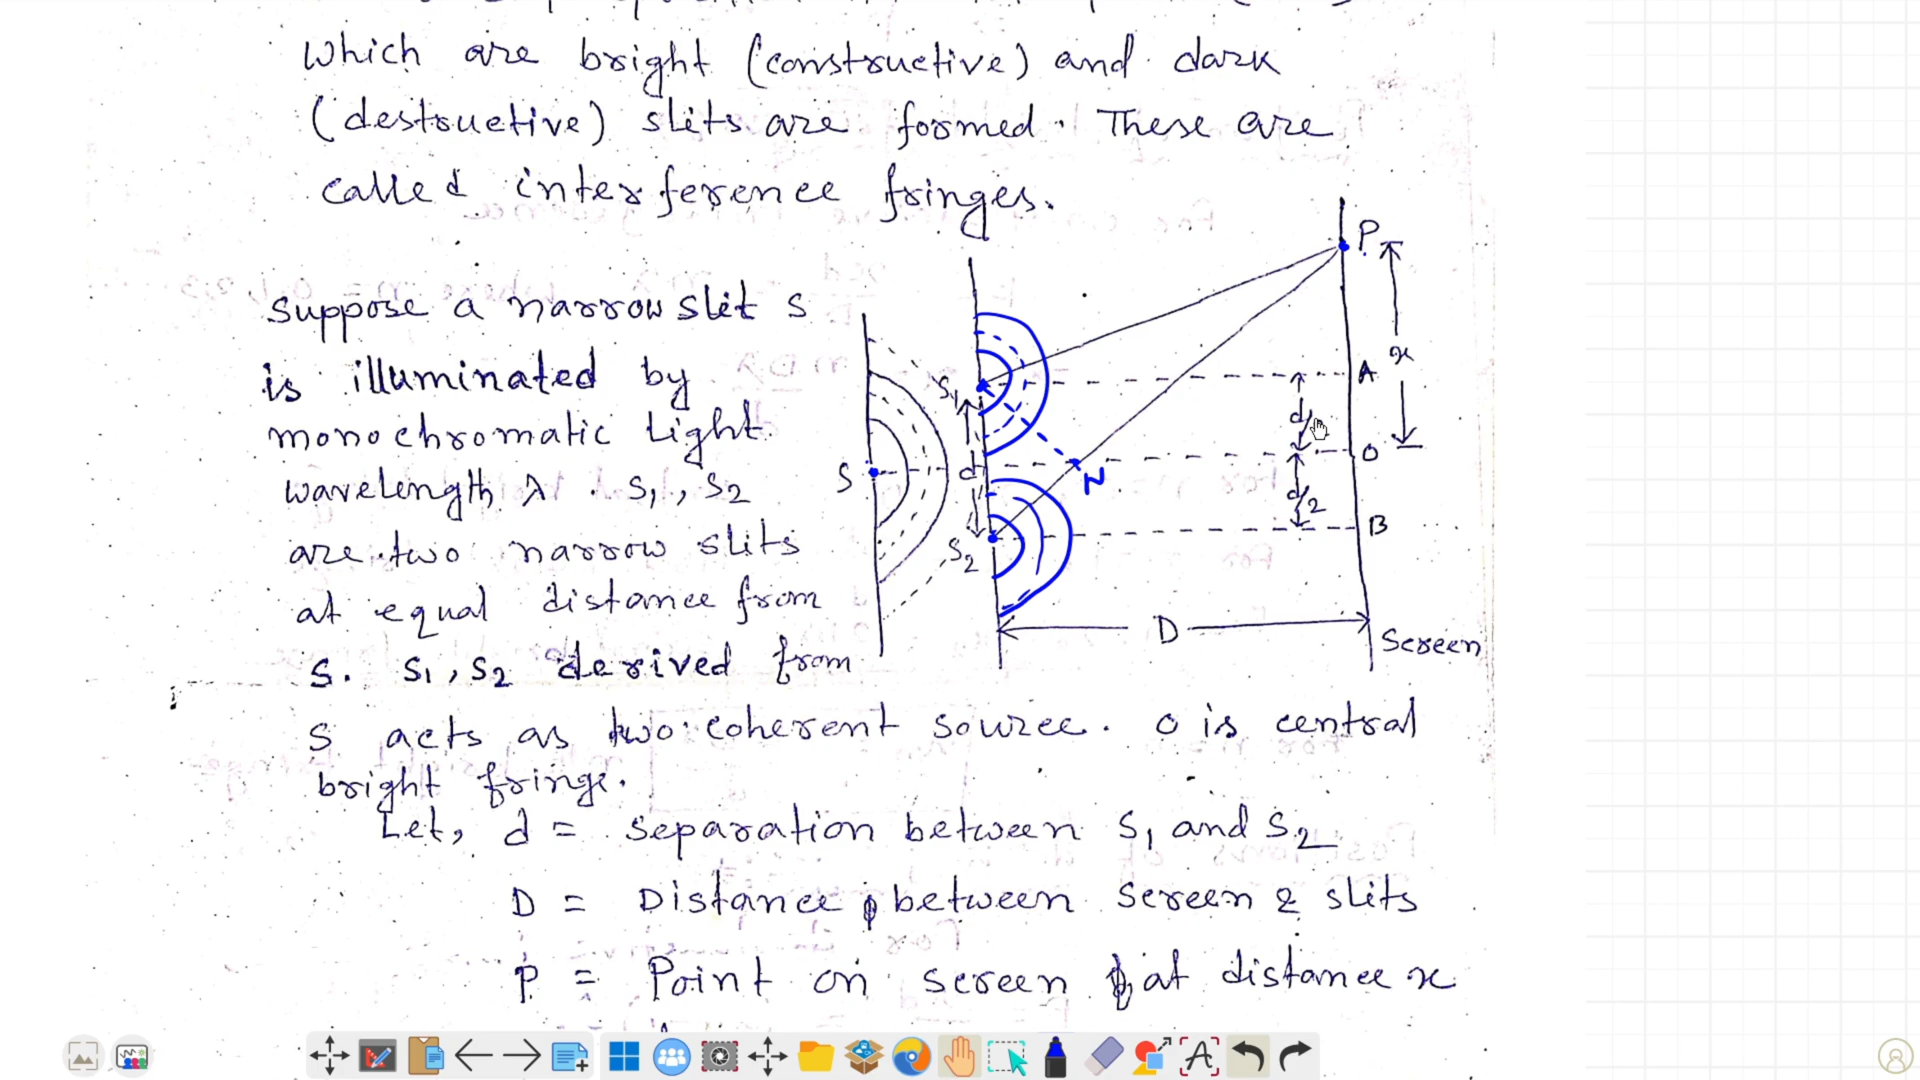 which are bright (constructive) and dark
(destructive) slits are formed. These are
called interference fringes.
Suppose a narrow slit S
is illuminated by
monochromatic light
wavelength λ . S1, S2
are two narrow slits
at equal distance from
S. S1, S2 derived from
S acts as two coherent source. O is central
bright fringe.
Let, d = separation between S1 and S2
D = Distance between screen & slits
P = Point on screen at distance x
P
x
A
S1
d/2
O
S
d
N
d/2
B
S2
D
Screen